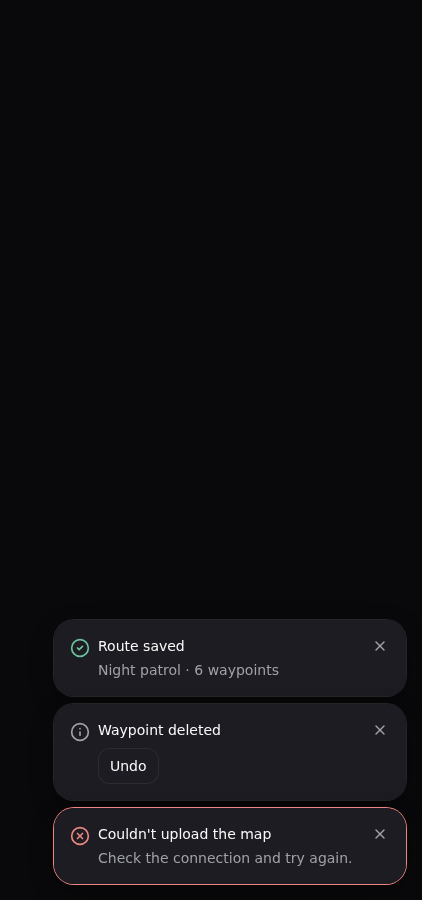 Route saved
Night patrol · 6 waypoints
Waypoint deleted
Undo
Couldn't upload the map
Check the connection and try again.